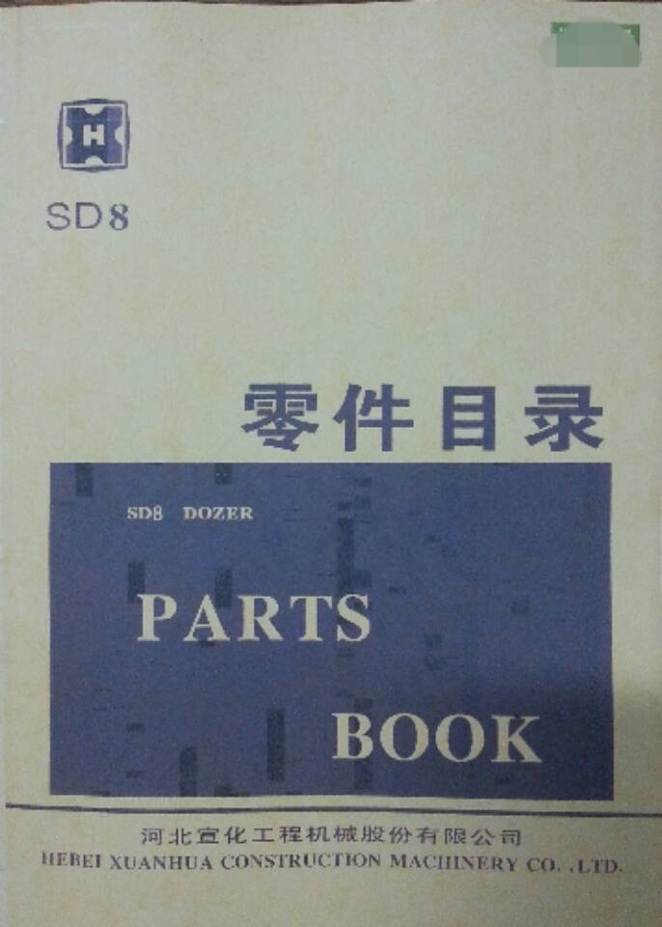 H
SD8
零件目录
SD8 DOZER
PARTS
BOOK
河北宣化工程机械股份有限公司
HEBEI XUANHUA CONSTRUCTION MACHINERY CO. .LTD.